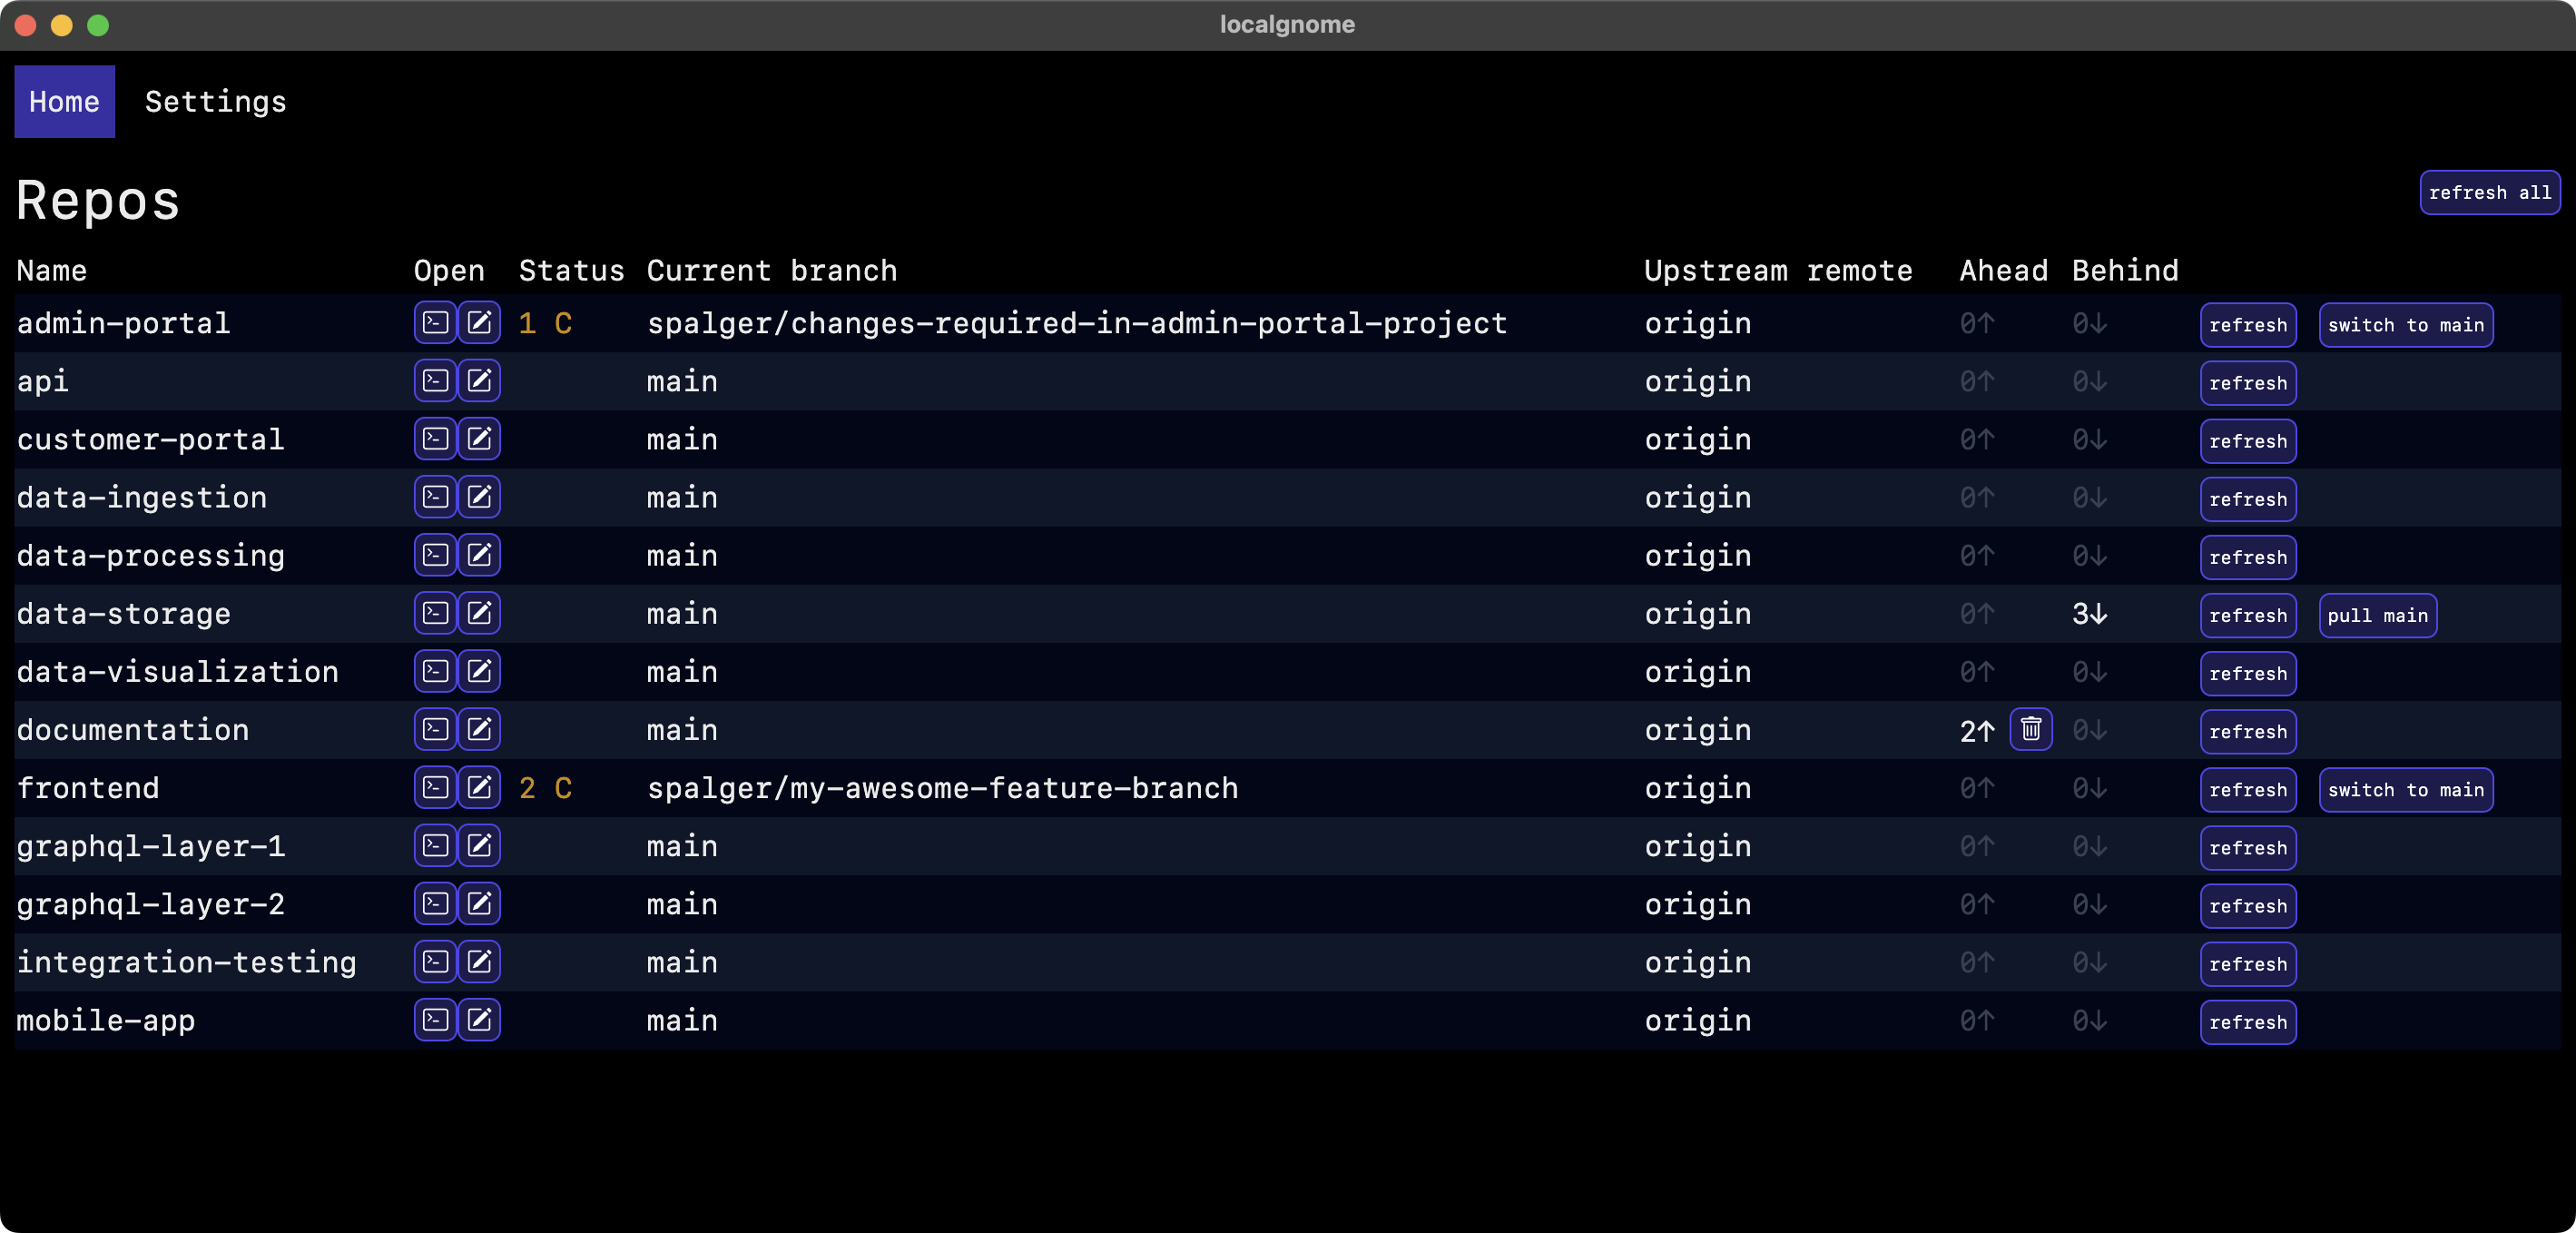 localgnome
Home Settings
Repos refresh all
Name Open Status Current branch Upstream remote Ahead Behind
admin-portal 1 C spalger/changes-required-in-admin-portal-project origin 0↑ 0↓ refresh switch to main
api main origin 0↑ 0↓ refresh
customer-portal main origin 0↑ 0↓ refresh
data-ingestion main origin 0↑ 0↓ refresh
data-processing main origin 0↑ 0↓ refresh
data-storage main origin 0↑ 3↓ refresh pull main
data-visualization main origin 0↑ 0↓ refresh
documentation main origin 2↑ 0↓ refresh
frontend 2 C spalger/my-awesome-feature-branch origin 0↑ 0↓ refresh switch to main
graphql-layer-1 main origin 0↑ 0↓ refresh
graphql-layer-2 main origin 0↑ 0↓ refresh
integration-testing main origin 0↑ 0↓ refresh
mobile-app main origin 0↑ 0↓ refresh